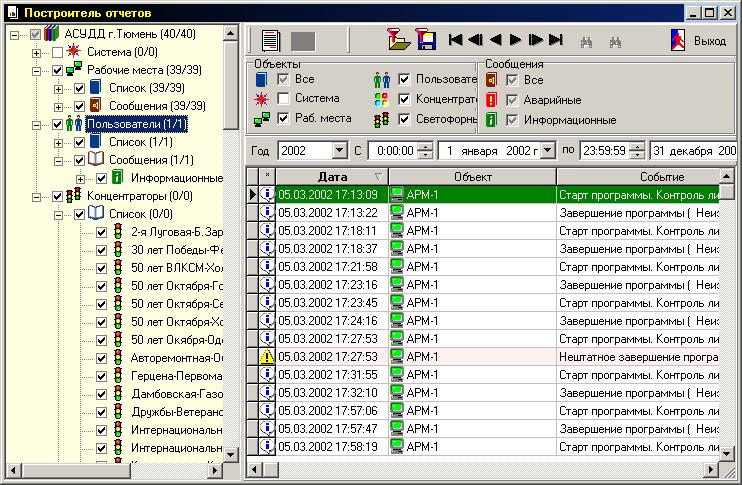 Построитель отчетов
АСУДД г.Тюмень (40/40)
Система (0/0)
Рабочие места (39/39)
Список (39/39)
Сообщения (39/39)
Пользователи (1/1)
Список (1/1)
Сообщения (1/1)
Информационные
Концентраторы (0/0)
Список (0/0)
2-я Луговая-Б.Зар
30 лет Победы-Фе
50 лет ВЛКСМ-Хо
50 лет Октября-Го
50 лет Октября-Се
50 лет Октября-Хо
50 лет Окября-Од
Авторемонтная-О
Герцена-Первома
Дамбовская-Газо
Дружбы-Ветеранс
Интернациональн
Интернациональн
Выход
Объекты
Все
Система
Раб. места
Пользовате
Концентрат
Светофорны
Сообщения
Все
Аварийные
Информационные
Год 2002 С 0:00:00 1 января 2002 г по 23:59:59 31 декабря 200
* Дата Объект Событие
05.03.2002 17:13:09 АРМ-1 Старт программы. Контроль ли
05.03.2002 17:13:22 АРМ-1 Завершение программы ( Неиз
05.03.2002 17:18:11 АРМ-1 Старт программы. Контроль ли
05.03.2002 17:18:37 АРМ-1 Завершение программы ( Неиз
05.03.2002 17:21:58 АРМ-1 Старт программы. Контроль ли
05.03.2002 17:23:16 АРМ-1 Завершение программы ( Неиз
05.03.2002 17:23:45 АРМ-1 Старт программы. Контроль ли
05.03.2002 17:24:16 АРМ-1 Завершение программы ( Неиз
05.03.2002 17:27:53 АРМ-1 Старт программы. Контроль ли
05.03.2002 17:27:53 АРМ-1 Нештатное завершение програ
05.03.2002 17:31:55 АРМ-1 Старт программы. Контроль ли
05.03.2002 17:32:10 АРМ-1 Завершение программы ( Неиз
05.03.2002 17:57:06 АРМ-1 Старт программы. Контроль ли
05.03.2002 17:57:47 АРМ-1 Завершение программы ( Неиз
05.03.2002 17:58:19 АРМ-1 Старт программы. Контроль ли